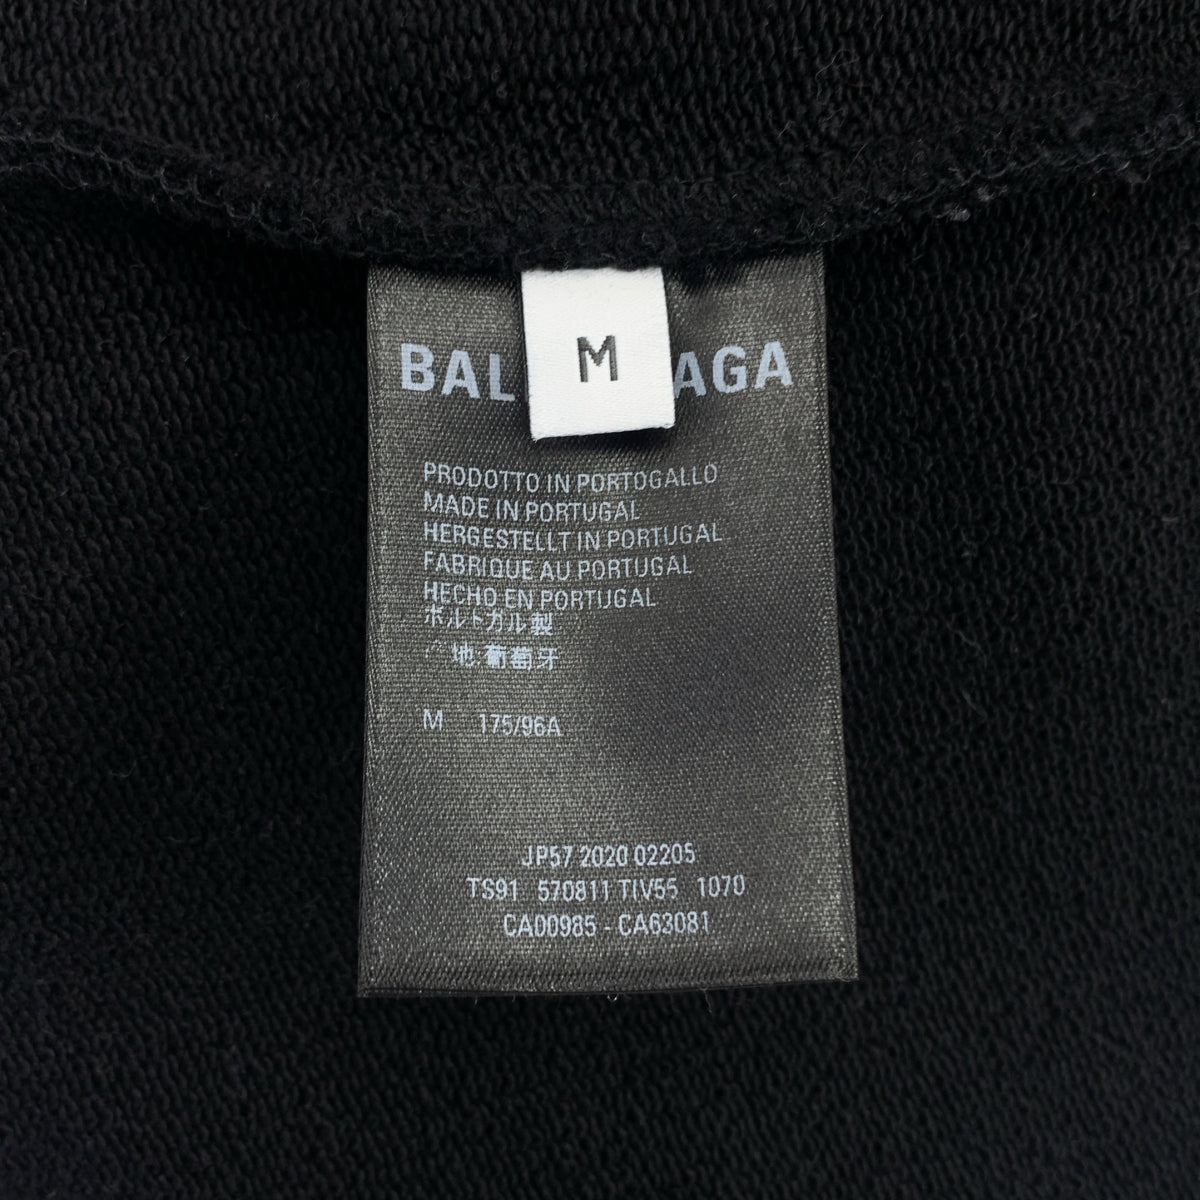 M
BAL AGA
PRODOTTO IN PORTOGALLO
MADE IN PORTUGAL
HERGESTELLT IN PORTUGAL
FABRIQUE AU PORTUGAL
HECHO EN PORTUGAL
ポルトガル製
地:葡萄牙
M 175/96A
JP57 2020 02205
TS91 570811 TIV55 1070
CA00985 - CA63081